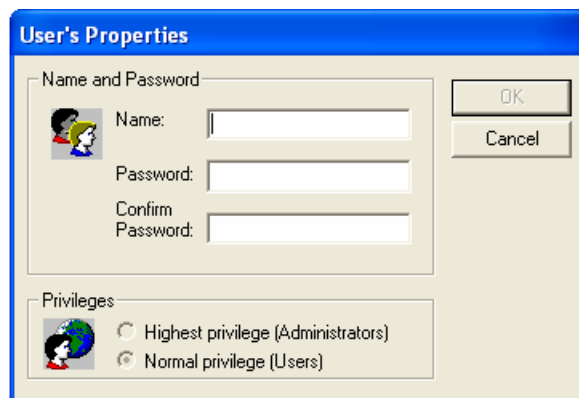 User's Properties
Name and Password
Name:
Password:
Confirm
Password:
OK
Cancel
Privileges
Highest privilege (Administrators)
Normal privilege (Users)